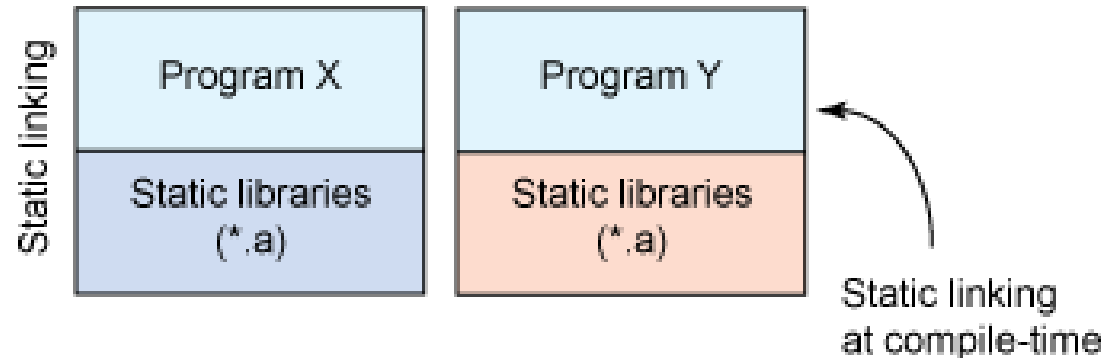 Static linking
Program X
Program Y
Static libraries
(*.a)
Static libraries
(*.a)
Static linking
at compile-time